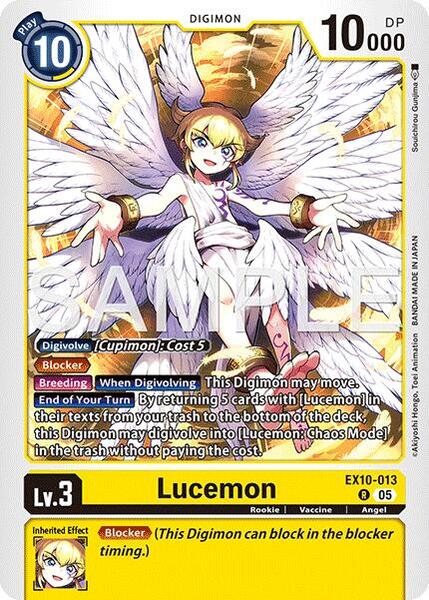 Play
10
DIGIMON
10000
DP
Souichirou Gunjima
SAMPLE
Digivolve [Cupimon]: Cost 5
Blocker
Breeding When Digivolving This Digimon may move.
End of Your Turn By returning 5 cards with [Lucemon] in
their texts from your trash to the bottom of the deck,
this Digimon may digivolve into [Lucemon: Chaos Mode]
in the trash without paying the cost.
©Akiyoshi Hongo, Toei Animation BANDAI MADE IN JAPAN
Lv.3
Lucemon
EX10-013
R 05
Rookie | Vaccine | Angel
Inherited Effect
Blocker (This Digimon can block in the blocker
timing.)